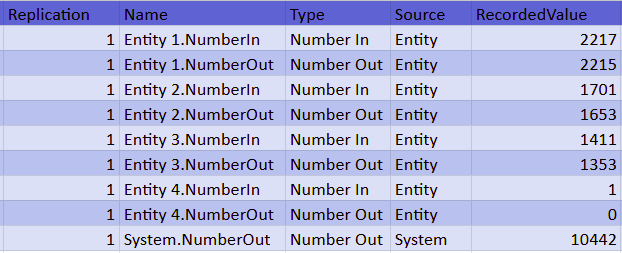 Replication Name Type Source RecordedValue
1 Entity 1.NumberIn Number In Entity 2217
1 Entity 1.NumberOut Number Out Entity 2215
1 Entity 2.NumberIn Number In Entity 1701
1 Entity 2.NumberOut Number Out Entity 1653
1 Entity 3.NumberIn Number In Entity 1411
1 Entity 3.NumberOut Number Out Entity 1353
1 Entity 4.NumberIn Number In Entity 1
1 Entity 4.NumberOut Number Out Entity 0
1 System.NumberOut Number Out System 10442